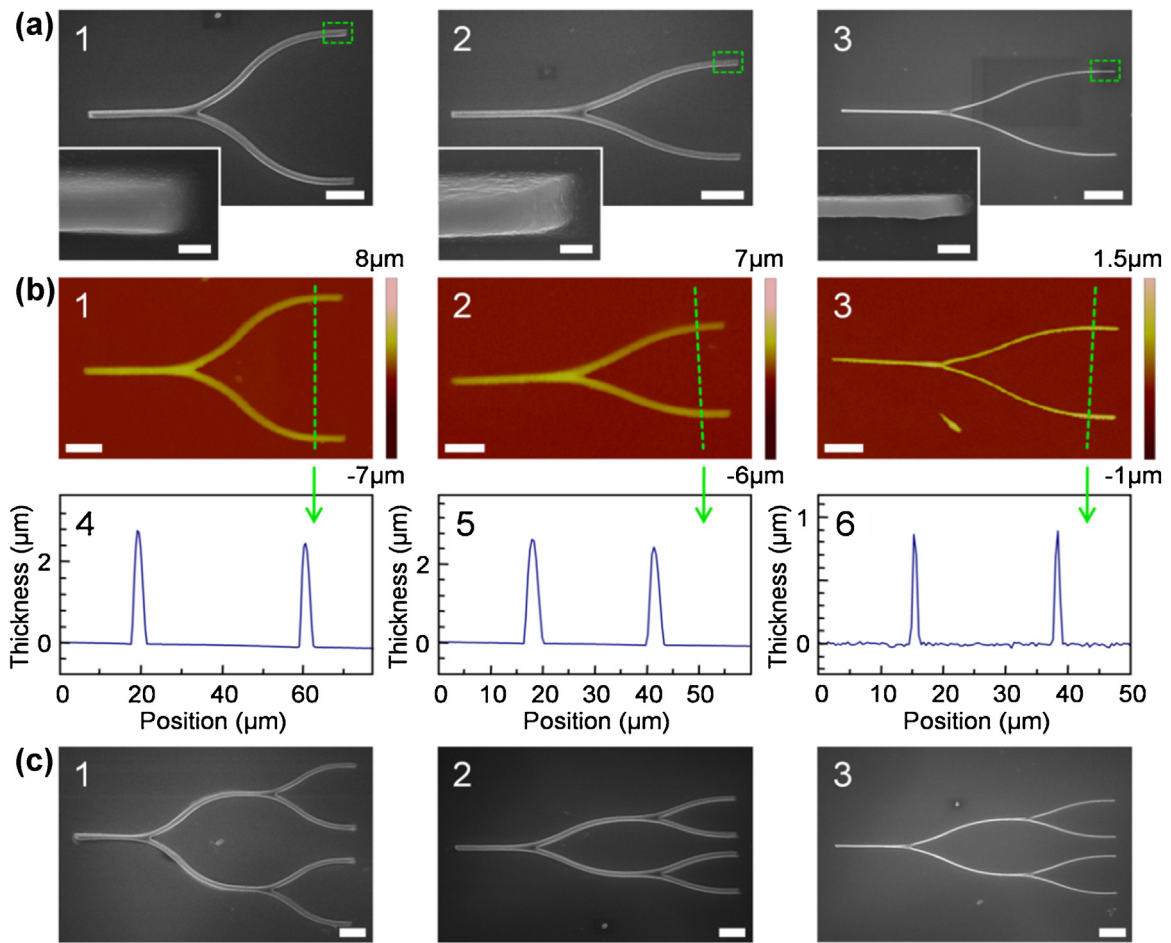 (a)
1
2
3
8μm
7μm
1.5μm
(b)
1
2
3
-7μm
-6μm
-1μm
4
5
6
Thickness (μm)
2
0
0 20 40 60
Position (μm)
Thickness (μm)
2
0
0 10 20 30 40 50
Position (μm)
Thickness (μm)
1
0
0 10 20 30 40 50
Position (μm)
(c)
1
2
3